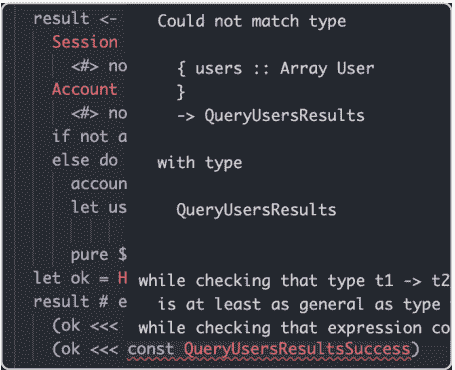 result <-
Session
<#> no
Account
<#> no
if not a
else do
accoun
let us
pure $
let ok = H
result # e
(ok <<<
(ok <<< const QueryUsersResultsSuccess)
Could not match type
{ users :: Array User
}
-> QueryUsersResults
with type
QueryUsersResults
while checking that type t1 -> t2
is at least as general as type
while checking that expression co